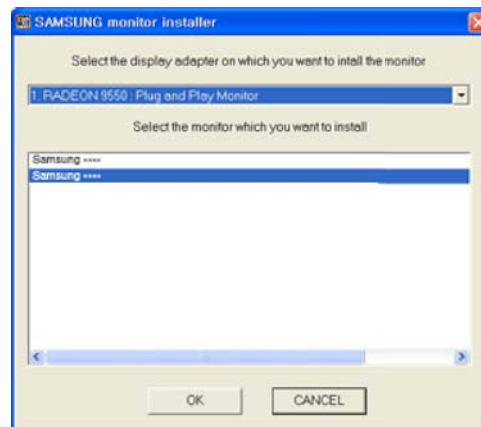 SAMSUNG monitor installer
Select the display adapter on which you want to intall the monitor
1. RADEON 9550 : Plug and Play Monitor
Select the monitor which you want to install
Samsung ••••
Samsung ••••
OK
CANCEL